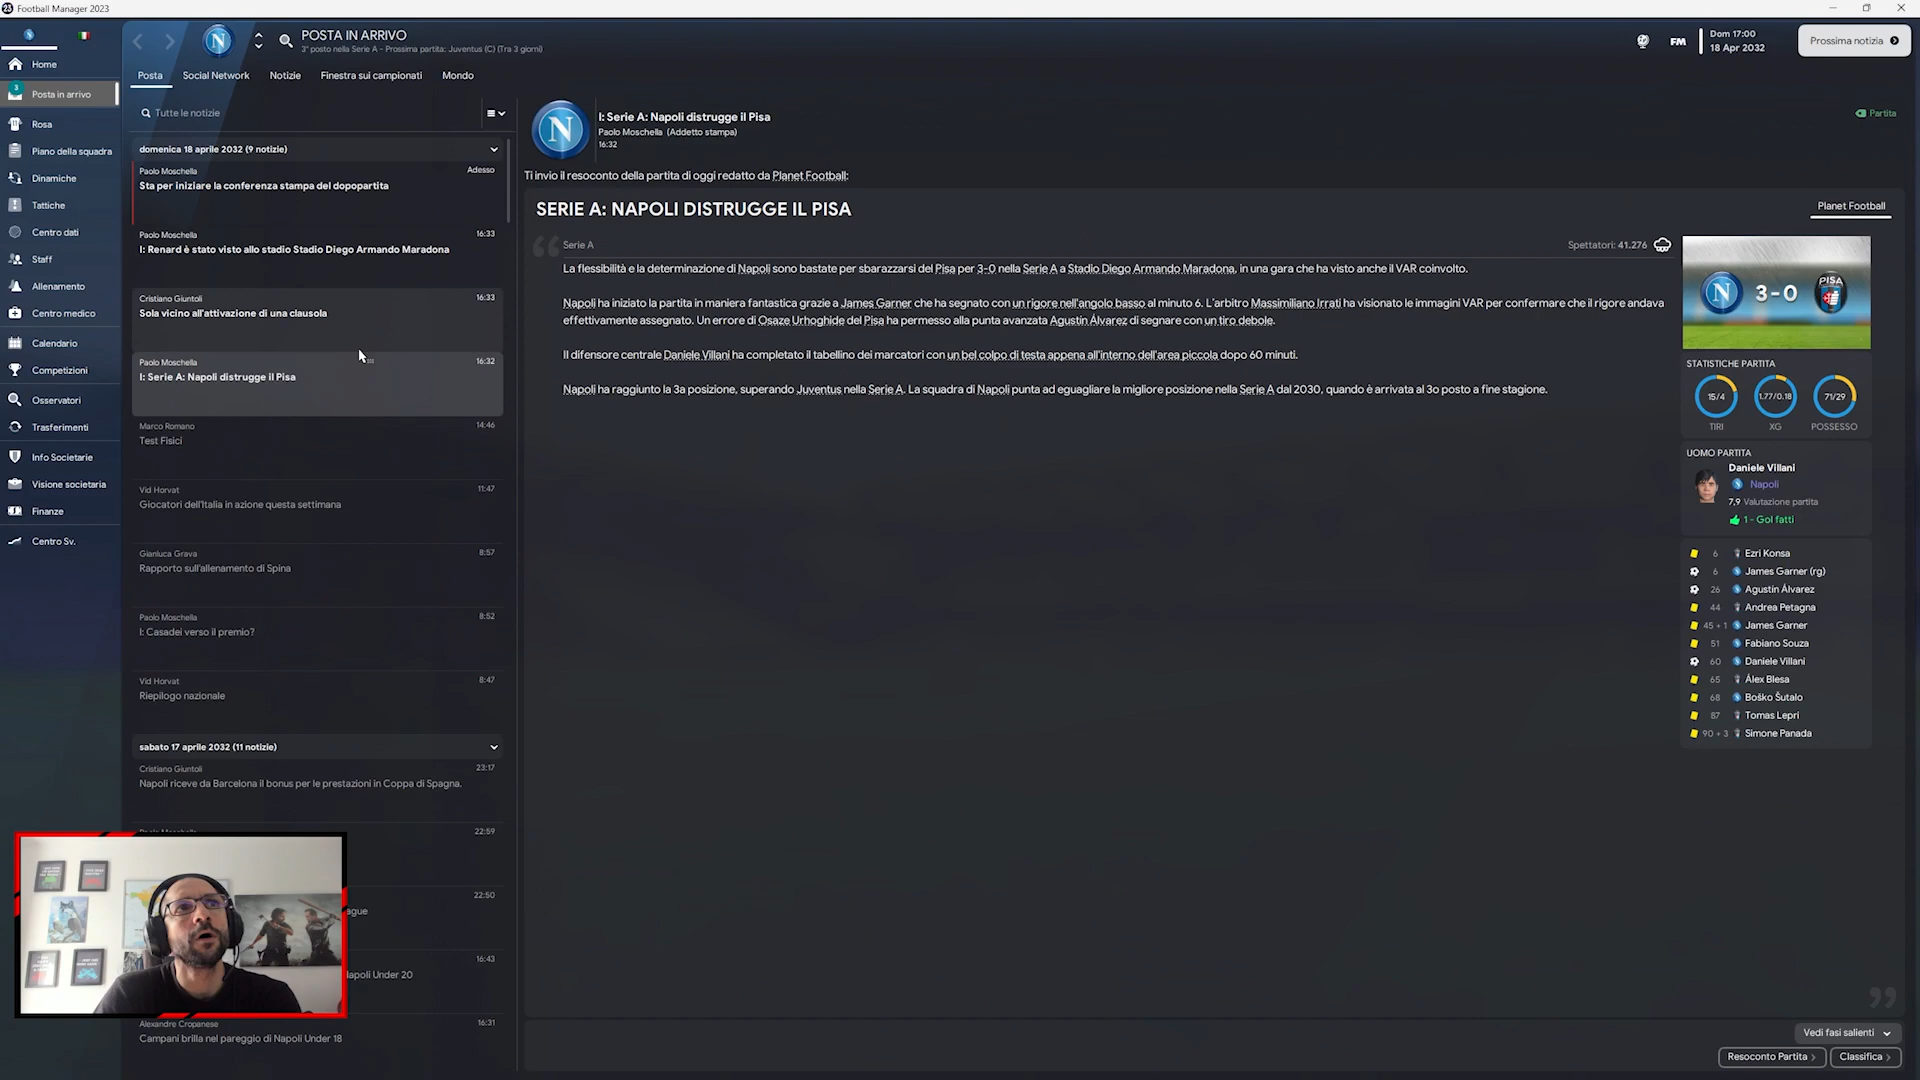 Football Manager 2023
POSTA IN ARRIVO
3° posto nella Serie A - Prossima partita: Juventus (C) (Tra 3 giorni)
FM
Dom 17:00
18 Apr 2032
Prossima notizia
Home
3
Posta in arrivo
Rosa
Piano della squadra
Dinamiche
Tattiche
Centro dati
Staff
Allenamento
Centro medico
Calendario
Competizioni
Osservatori
Trasferimenti
Info Societarie
Visione societaria
Finanze
Centro Sv.
Posta
Social Network
Notizie
Finestra sui campionati
Mondo
Tutte le notizie
domenica 18 aprile 2032 (9 notizie)
Paolo Moschella
Adesso
Sta per iniziare la conferenza stampa del dopopartita
Paolo Moschella
16:33
I: Renard è stato visto allo stadio Stadio Diego Armando Maradona
Cristiano Giuntoli
16:33
Sola vicino all'attivazione di una clausola
Paolo Moschella
16:32
I: Serie A: Napoli distrugge il Pisa
Marco Romano
14:46
Test Fisici
Vid Horvat
11:47
Giocatori dell'Italia in azione questa settimana
Gianluca Grava
8:57
Rapporto sull'allenamento di Spina
Paolo Moschella
8:52
I: Casadei verso il premio?
Vid Horvat
8:47
Riepilogo nazionale
sabato 17 aprile 2032 (11 notizie)
Cristiano Giuntoli
23:17
Napoli riceve da Barcelona il bonus per le prestazioni in Coppa di Spagna.
22:59
22:50
ague
16:43
Napoli Under 20
Alexandre Cropanese
16:31
Campani brilla nel pareggio di Napoli Under 18
I: Serie A: Napoli distrugge il Pisa
Paolo Moschella (Addetto stampa)
16:32
Partita
Ti invio il resoconto della partita di oggi redatto da Planet Football:
SERIE A: NAPOLI DISTRUGGE IL PISA
Planet Football
Serie A
Spettatori: 41.276
La flessibilità e la determinazione di Napoli sono bastate per sbarazzarsi del Pisa per 3-0 nella Serie A a Stadio Diego Armando Maradona, in una gara che ha visto anche il VAR coinvolto.
Napoli ha iniziato la partita in maniera fantastica grazie a James Garner che ha segnato con un rigore nell'angolo basso al minuto 6. L'arbitro Massimiliano Irrati ha visionato le immagini VAR per confermare che il rigore andava
effettivamente assegnato. Un errore di Osaze Urhoghide del Pisa ha permesso alla punta avanzata Agustín Álvarez di segnare con un tiro debole.
Il difensore centrale Daniele Villani ha completato il tabellino dei marcatori con un bel colpo di testa appena all'interno dell'area piccola dopo 60 minuti.
Napoli ha raggiunto la 3a posizione, superando Juventus nella Serie A. La squadra di Napoli punta ad eguagliare la migliore posizione nella Serie A dal 2030, quando è arrivata al 3o posto a fine stagione.
3-0
PISA
STATISTICHE PARTITA
15/4
1.77/0.18
71/29
TIRI
XG
POSSESSO
UOMO PARTITA
Daniele Villani
Napoli
7,9 Valutazione partita
1 - Gol fatti
6 Ezri Konsa
6 James Garner (rg)
26 Agustín Álvarez
44 Andrea Petagna
45 + 1 James Garner
51 Fabiano Souza
60 Daniele Villani
65 Álex Blesa
68 Boško Šutalo
87 Tomas Lepri
90 + 3 Simone Panada
Vedi fasi salienti
Resoconto Partita
Classifica